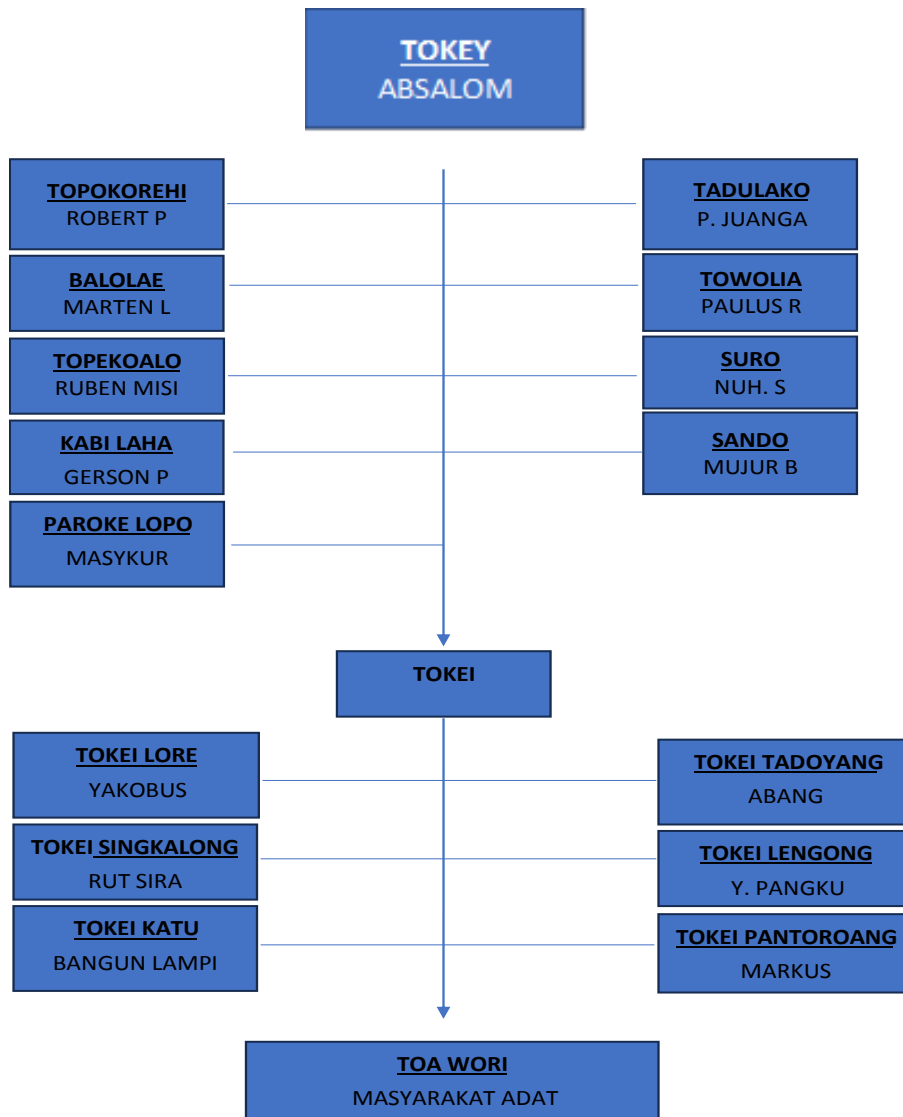 TOKEY
ABSALOM
TOPOKOREHI
ROBERT P
TADULAKO
P. JUANGA
BALOLAE
MARTEN L
TOWOLIA
PAULUS R
TOPEKOALO
RUBEN MISI
SURO
NUH. S
KABI LAHA
GERSON P
SANDO
MUJUR B
PAROKE LOPO
MASYKUR
TOKEI
TOKEI LORE
YAKOBUS
TOKEI TADOYANG
ABANG
TOKEI SINGKALONG
RUT SIRA
TOKEI LENGONG
Y. PANGKU
TOKEI KATU
BANGUN LAMPI
TOKEI PANTOROANG
MARKUS
TOA WORI
MASYARAKAT ADAT